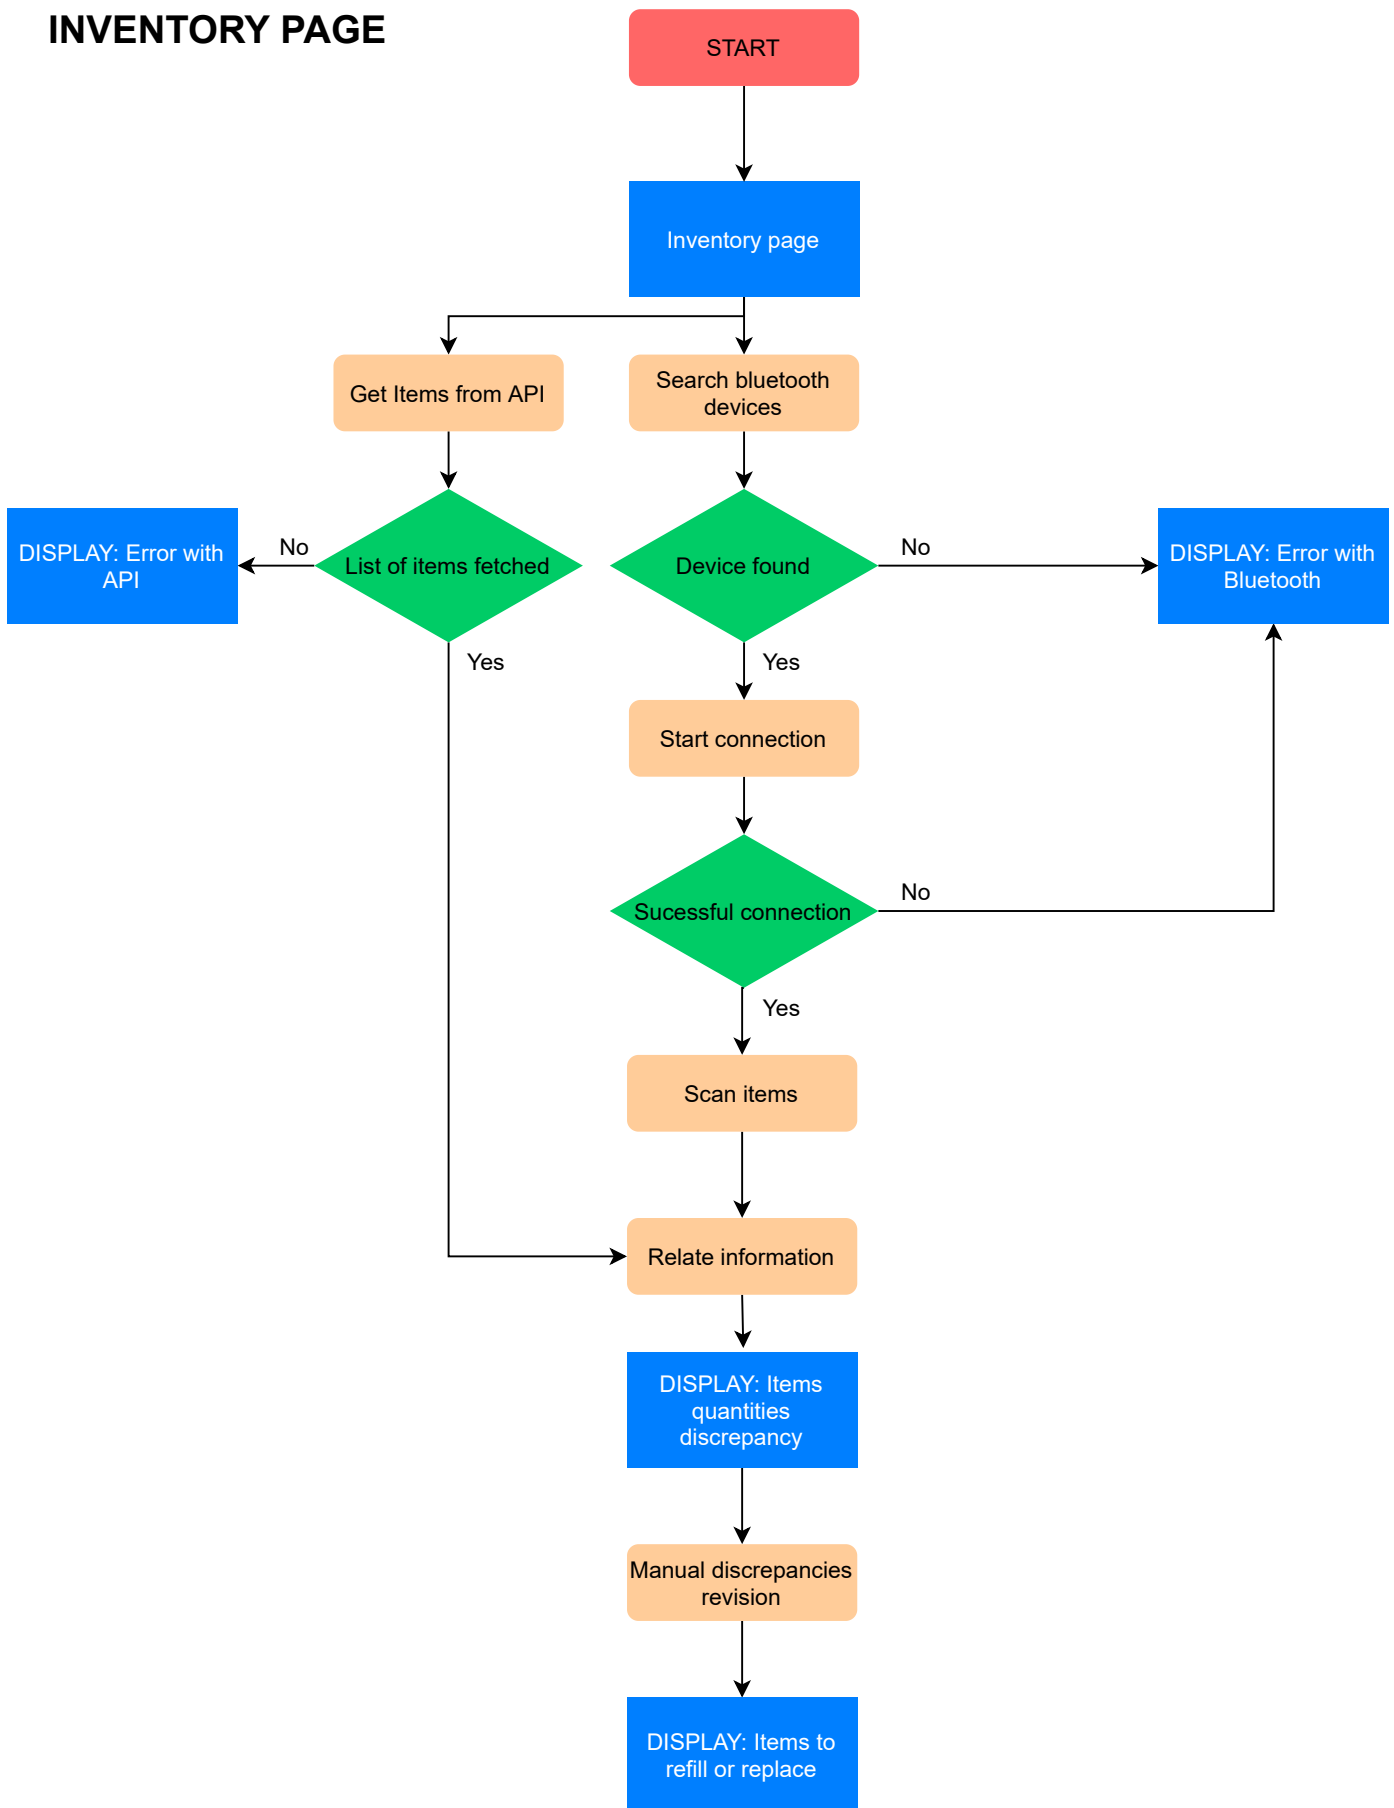 INVENTORY PAGE
START
Inventory page
Get Items from API
Search bluetooth
devices
DISPLAY: Error with
API
No
List of items fetched
Device found
No
DISPLAY: Error with
Bluetooth
Yes
Yes
Start connection
Sucessful connection
No
Yes
Scan items
Relate information
DISPLAY: Items
quantities
discrepancy
Manual discrepancies
revision
DISPLAY: Items to
refill or replace